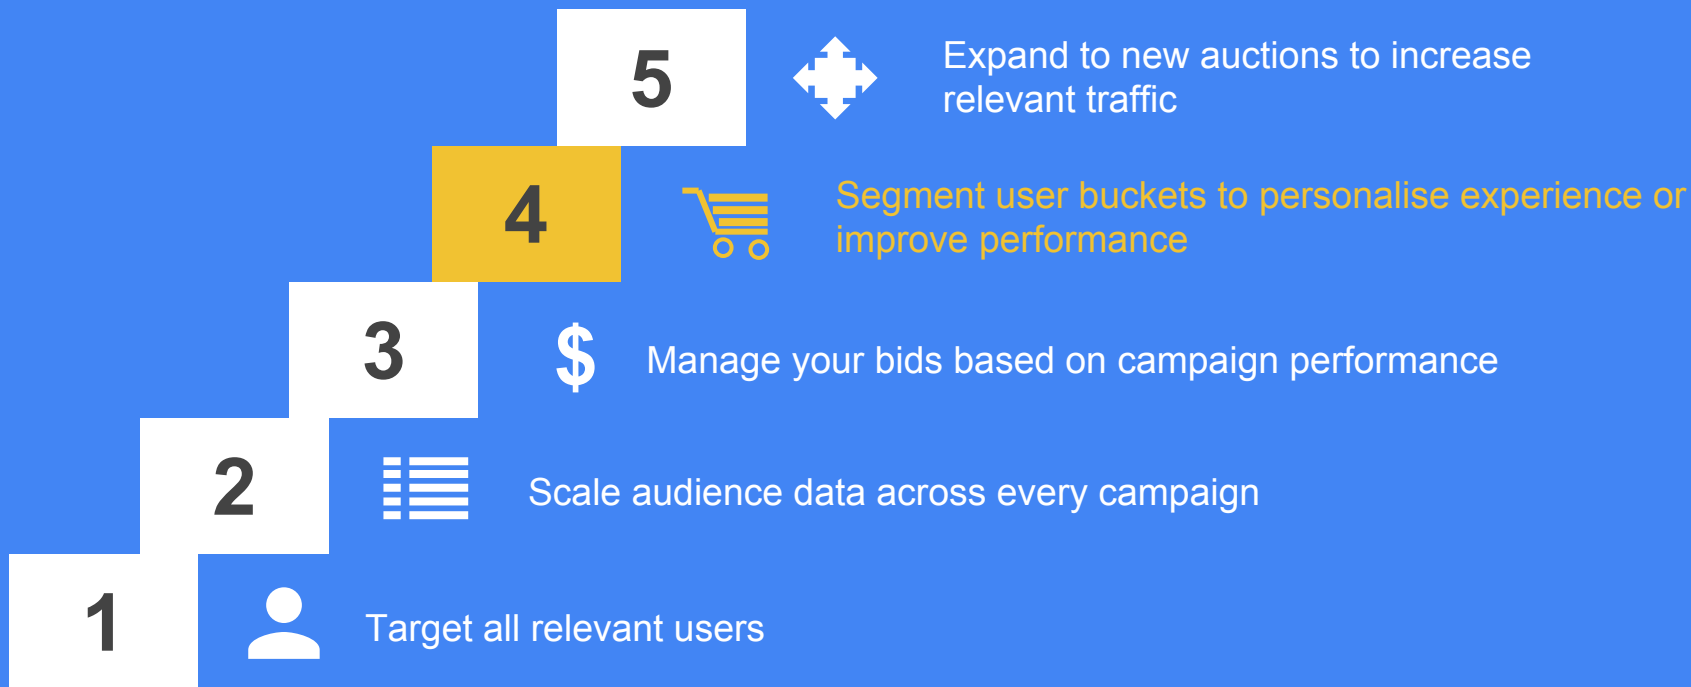 5
Expand to new auctions to increase
relevant traffic
4
Segment user buckets to personalise experience or
improve performance
3
$
Manage your bids based on campaign performance
2
Scale audience data across every campaign
1
Target all relevant users